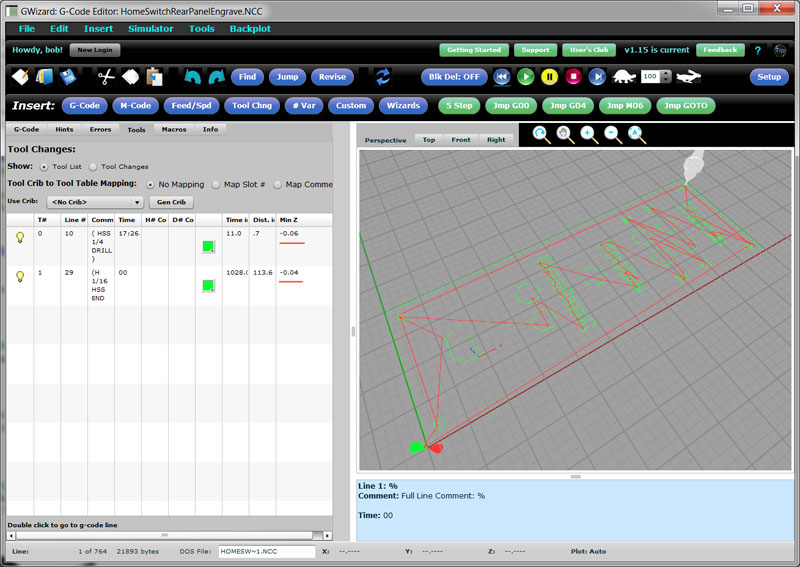 GWizard: G-Code Editor: HomeSwitchRearPanelEngrave.NCC
File Edit Insert Simulator Tools Backplot
Howdy, bob! New Login Getting Started Support User's Club v1.15 is current Feedback ? Tip
Find Jump Revise Blk Del: OFF 100 Setup
Insert: G-Code M-Code Feed/Spd Tool Chng # Var Custom Wizards 5 Step Jmp G00 Jmp G04 Jmp M06 Jmp GOTO
G-Code Hints Errors Tools Macros Info
Perspective Top Front Right
Tool Changes:
Show: Tool List Tool Changes
Tool Crib to Tool Table Mapping: No Mapping Map Slot # Map Comme
Use Crib: <No Crib> Gen Crib
T# Line # Comm Time H# Co D# Co Time in Dist. i Min Z
0 10 ( HSS 17:26 11.0 .7 -0.06
1/4
DRILL
)
1 29 (H 00 1028.0 113.6 -0.04
1/16
HSS
END
Line 1: %
Comment: Full Line Comment: %
Time: 00
Double click to go to g-code line
Line: 1 of 764 21893 bytes DOS File: HOMESW~1.NCC X: --.---- Y: --.---- Z: --.---- Plot: Auto